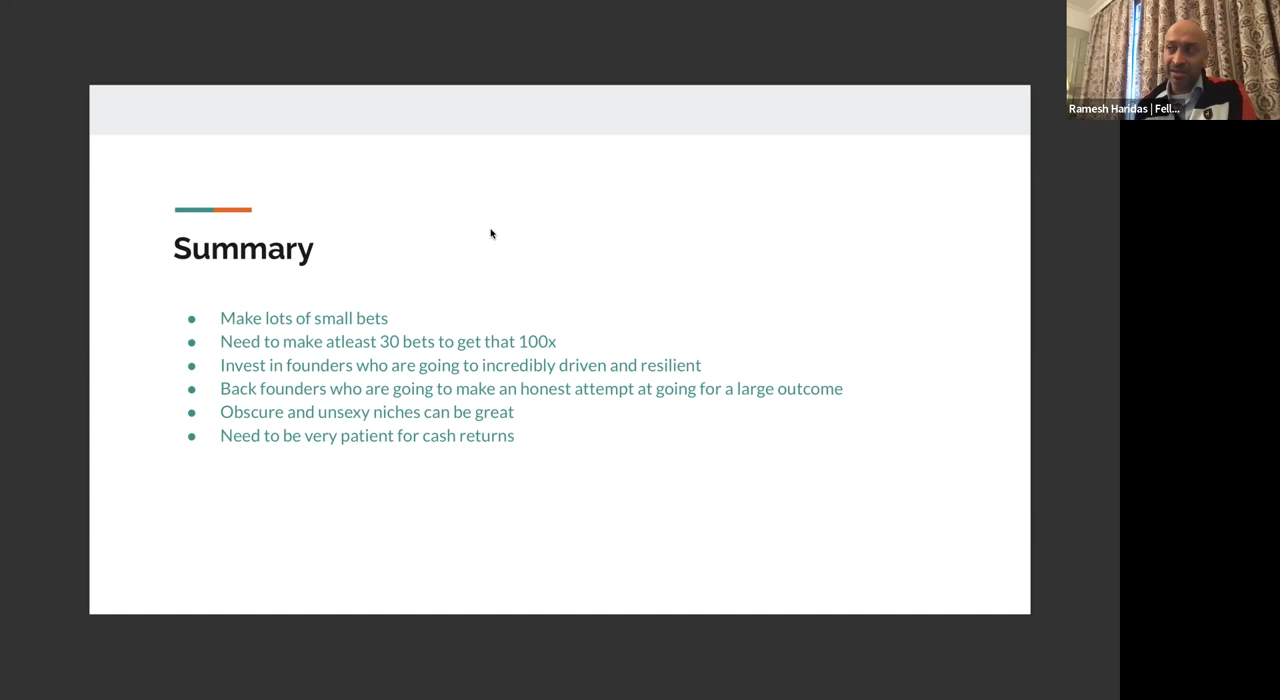 Ramesh Haridas | Fell...
Summary
● Make lots of small bets
● Need to make atleast 30 bets to get that 100x
● Invest in founders who are going to incredibly driven and resilient
● Back founders who are going to make an honest attempt at going for a large outcome
● Obscure and unsexy niches can be great
● Need to be very patient for cash returns